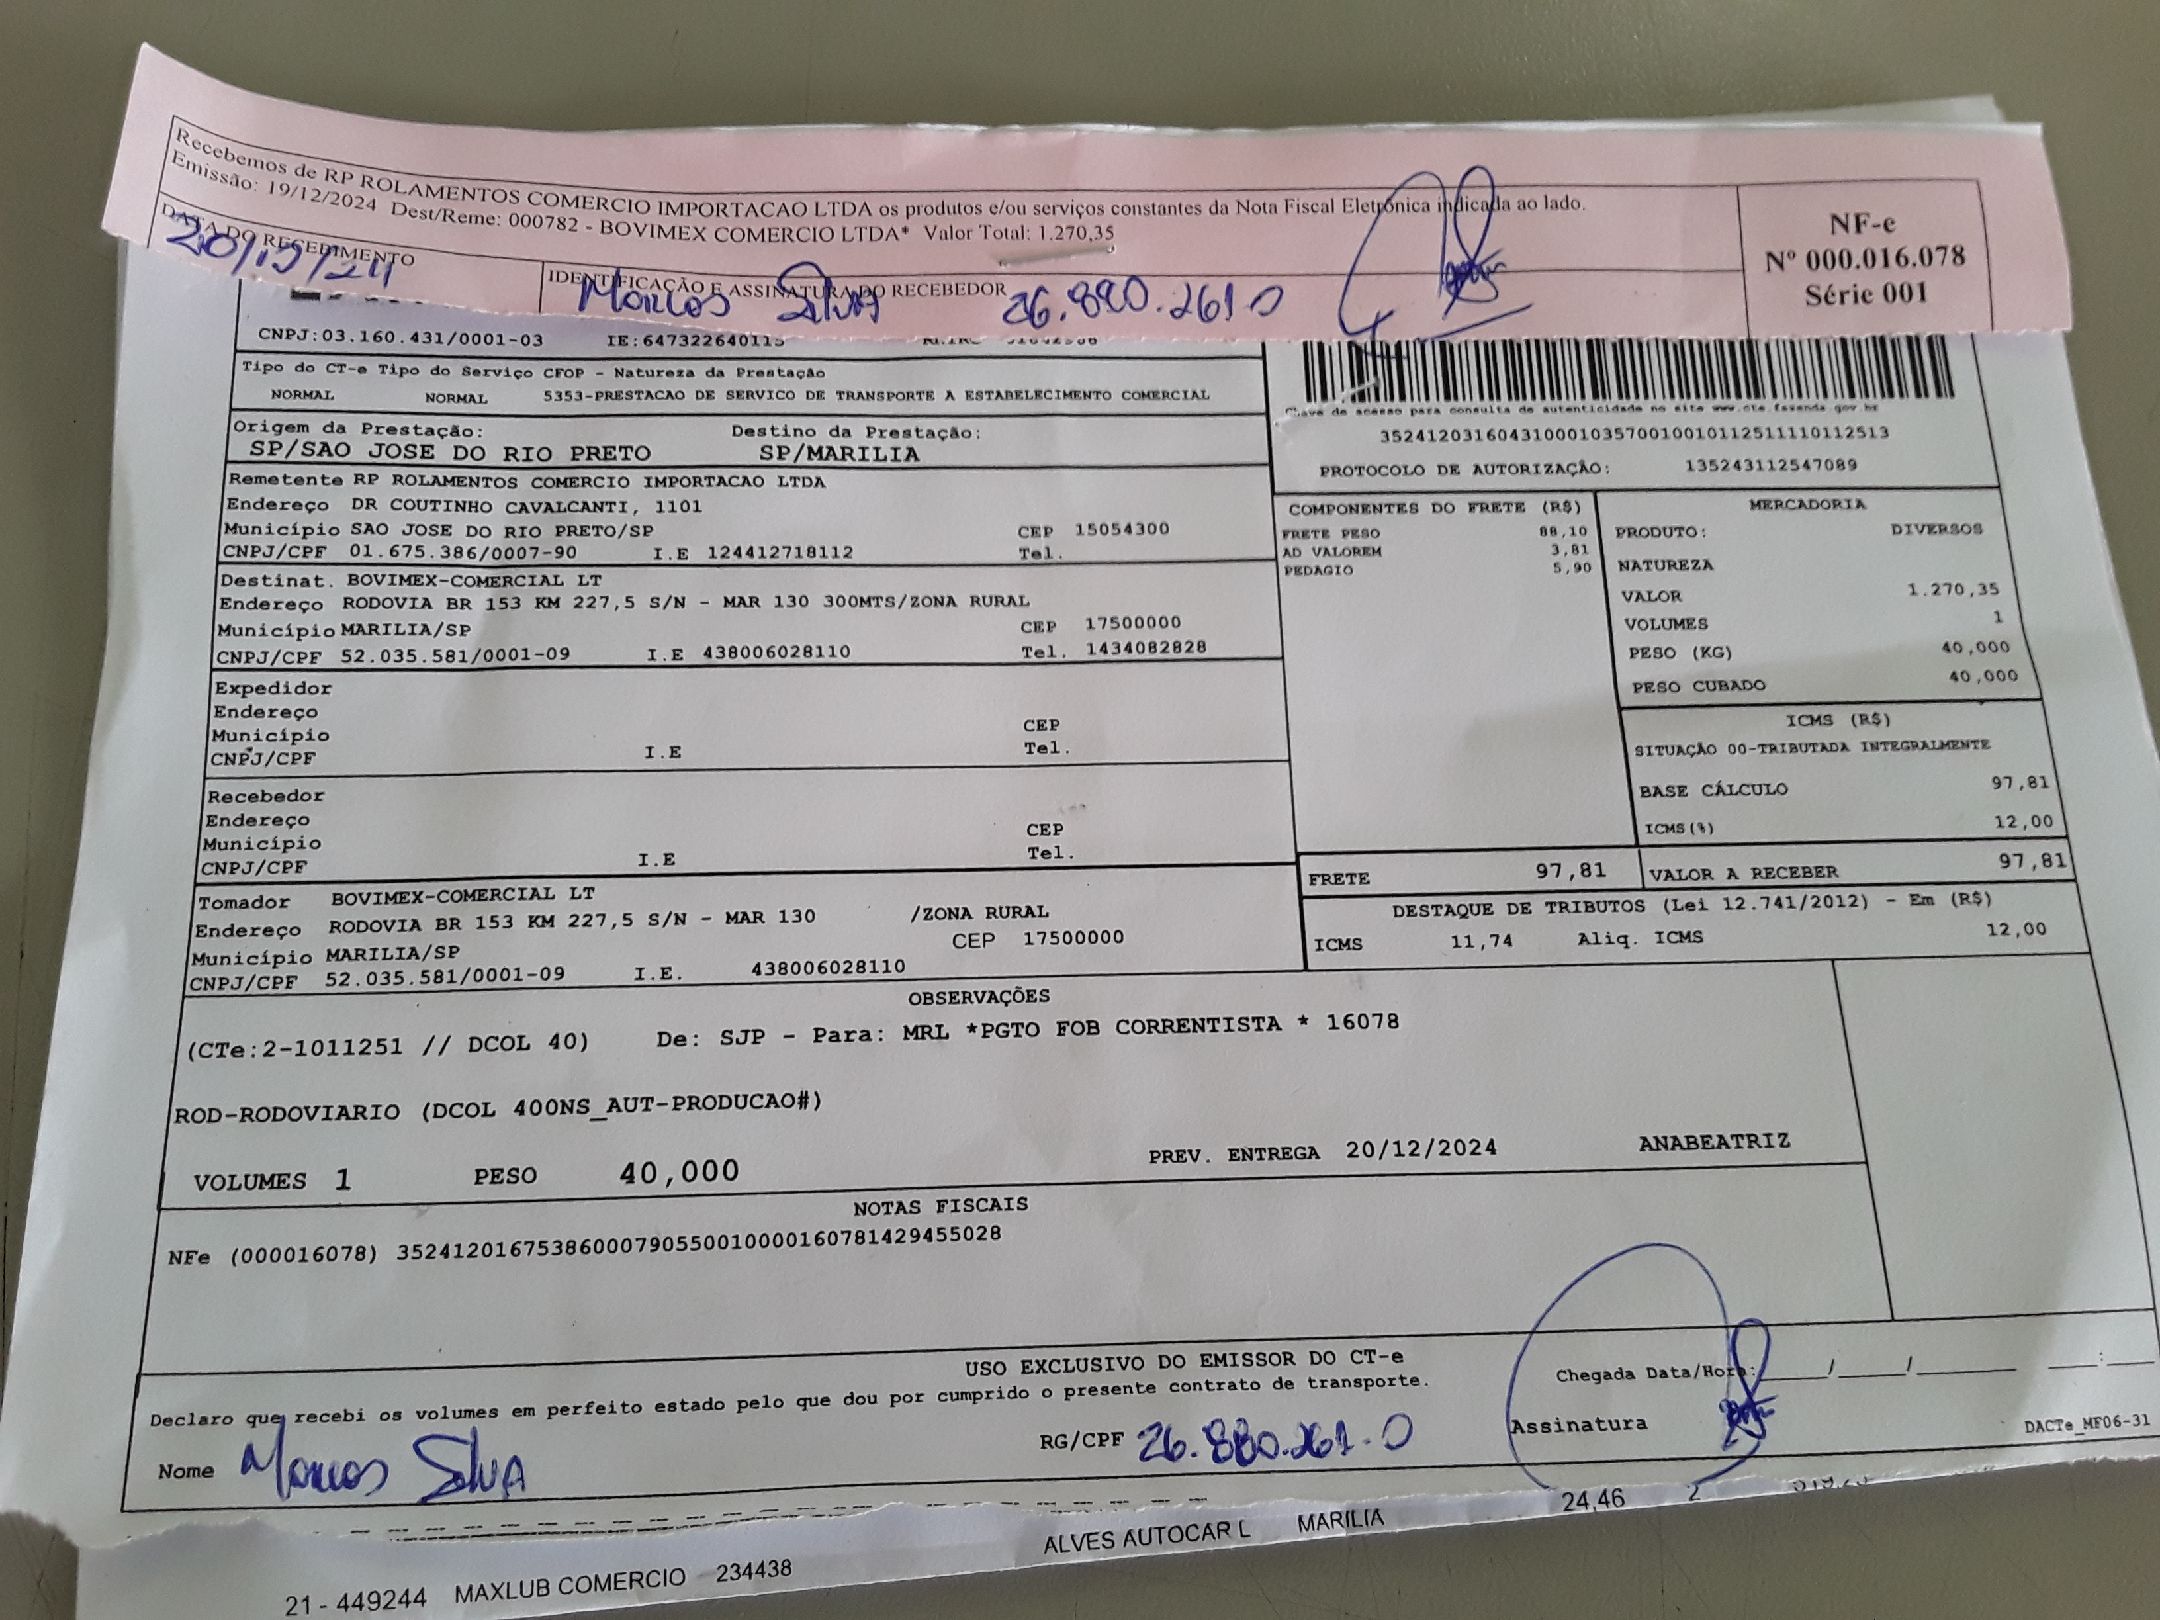 Recebemos de RP ROLAMENTOS COMERCIO IMPORTACAO LTDA os produtos e/ou serviços constantes da Nota Fiscal Eletrônica indicada ao lado.
Emissão: 19/12/2024 Dest/Reme: 000782 - BOVIMEX COMERCIO LTDA* Valor Total: 1.270,35
DATA DO RECEBIMENTO
IDENTIFICAÇÃO E ASSINATURA DO RECEBEDOR
Marcos Silva 26.880.261 0
NF-e
Nº 000.016.078
Série 001
CNPJ:03.160.431/0001-03 IE:647322640115
Tipo do CT-e Tipo do Serviço CFOP - Natureza da Prestação
NORMAL NORMAL 5353-PRESTACAO DE SERVICO DE TRANSPORTE A ESTABELECIMENTO COMERCIAL
Chave de acesso para consulta de autenticidade no site www.cte.fazenda.gov.br
35241203160431000103570010010112511110112513
PROTOCOLO DE AUTORIZAÇÃO: 135243112547089
Origem da Prestação: Destino da Prestação:
SP/SAO JOSE DO RIO PRETO SP/MARILIA
Remetente RP ROLAMENTOS COMERCIO IMPORTACAO LTDA
Endereço DR COUTINHO CAVALCANTI, 1101
Município SAO JOSE DO RIO PRETO/SP CEP 15054300
CNPJ/CPF 01.675.386/0007-90 I.E 124412718112 Tel.
Destinat. BOVIMEX-COMERCIAL LT
Endereço RODOVIA BR 153 KM 227,5 S/N - MAR 130 300MTS/ZONA RURAL
Município MARILIA/SP CEP 17500000
CNPJ/CPF 52.035.581/0001-09 I.E 438006028110 Tel. 1434082828
Expedidor
Endereço
Município CEP
CNPJ/CPF I.E Tel.
Recebedor
Endereço
Município CEP
CNPJ/CPF I.E Tel.
Tomador BOVIMEX-COMERCIAL LT
Endereço RODOVIA BR 153 KM 227,5 S/N - MAR 130 /ZONA RURAL
Município MARILIA/SP CEP 17500000
CNPJ/CPF 52.035.581/0001-09 I.E. 438006028110
COMPONENTES DO FRETE (R$)
FRETE PESO 88,10
AD VALOREM 3,81
PEDAGIO 5,90
MERCADORIA
PRODUTO: DIVERSOS
NATUREZA
VALOR 1.270,35
VOLUMES 1
PESO (KG) 40,000
PESO CUBADO 40,000
ICMS (R$)
SITUAÇÃO 00-TRIBUTADA INTEGRALMENTE
BASE CÁLCULO 97,81
ICMS(%) 12,00
FRETE 97,81 VALOR A RECEBER 97,81
DESTAQUE DE TRIBUTOS (Lei 12.741/2012) - Em (R$)
ICMS 11,74 Aliq. ICMS 12,00
OBSERVAÇÕES
(CTe:2-1011251 // DCOL 40) De: SJP - Para: MRL *PGTO FOB CORRENTISTA * 16078
ROD-RODOVIARIO (DCOL 400NS_AUT-PRODUCAO#)
VOLUMES 1 PESO 40,000 PREV. ENTREGA 20/12/2024 ANABEATRIZ
NOTAS FISCAIS
NFe (000016078) 35241201675386000790550010000160781429455028
USO EXCLUSIVO DO EMISSOR DO CT-e
Declaro que recebi os volumes em perfeito estado pelo que dou por cumprido o presente contrato de transporte.
Chegada Data/Hora: / / :
Nome Marcos Silva RG/CPF 26.880.261-0 Assinatura
DACTe_MF06-31
21 - 449244 MAXLUB COMERCIO 234438 ALVES AUTOCAR L MARILIA 24,46 2